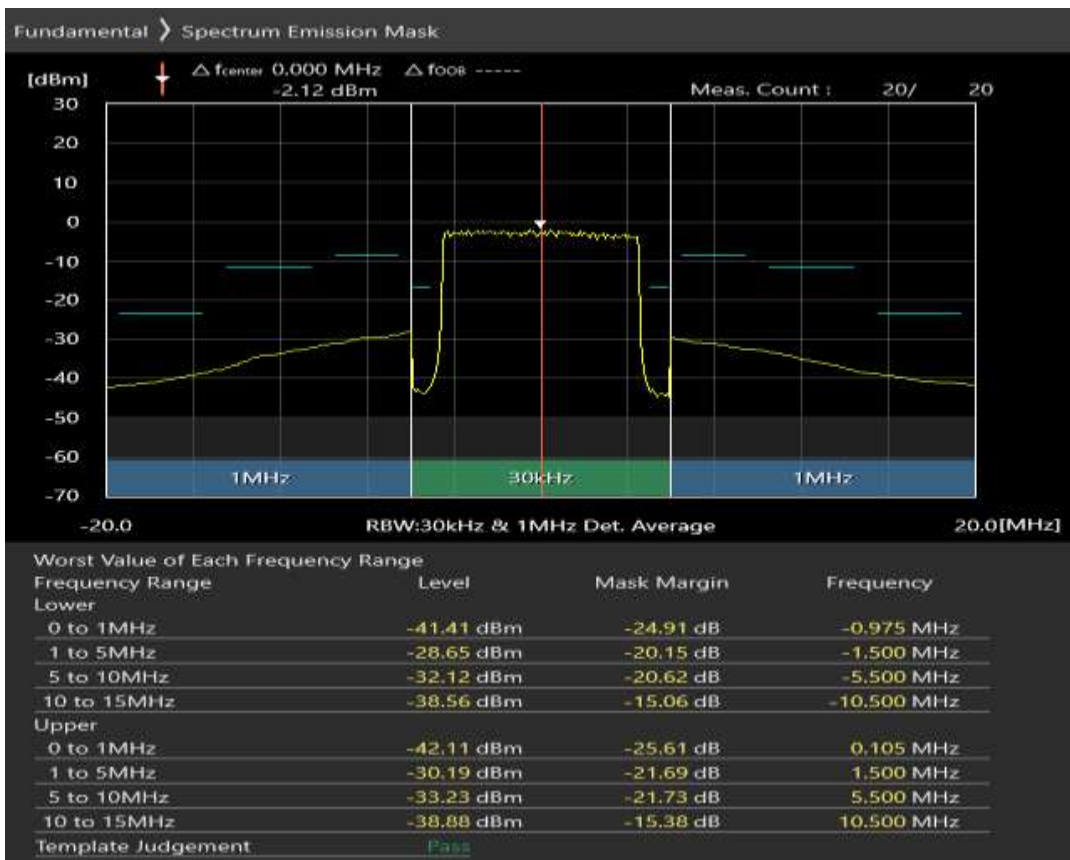 Fundamental 〉 Spectrum Emission Mask
[dBm] △ fcenter 0.000 MHz △ fOOB -----
-2.12 dBm Meas. Count : 20/ 20
30
20
10
0
-10
-20
-30
-40
-50
-60
1MHz 30kHz 1MHz
-70
-20.0 RBW:30kHz & 1MHz Det. Average 20.0[MHz]
Worst Value of Each Frequency Range
Frequency Range Level Mask Margin Frequency
Lower
0 to 1MHz -41.41 dBm -24.91 dB -0.975 MHz
1 to 5MHz -28.65 dBm -20.15 dB -1.500 MHz
5 to 10MHz -32.12 dBm -20.62 dB -5.500 MHz
10 to 15MHz -38.56 dBm -15.06 dB -10.500 MHz
Upper
0 to 1MHz -42.11 dBm -25.61 dB 0.105 MHz
1 to 5MHz -30.19 dBm -21.69 dB 1.500 MHz
5 to 10MHz -33.23 dBm -21.73 dB 5.500 MHz
10 to 15MHz -38.88 dBm -15.38 dB 10.500 MHz
Template Judgement Pass